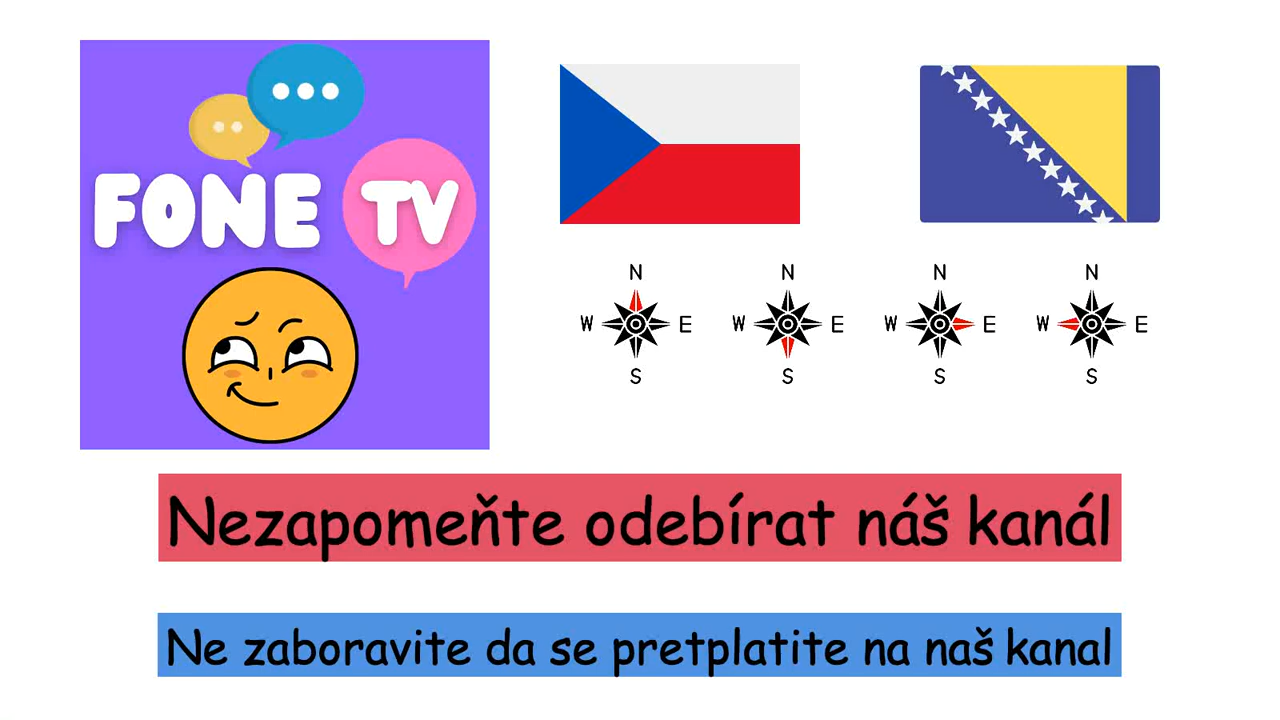 FONE TV
N N N N
W E W E W E W E
S S S S
Nezapomeňte odebírat náš kanál
Ne zaboravite da se pretplatite na naš kanal